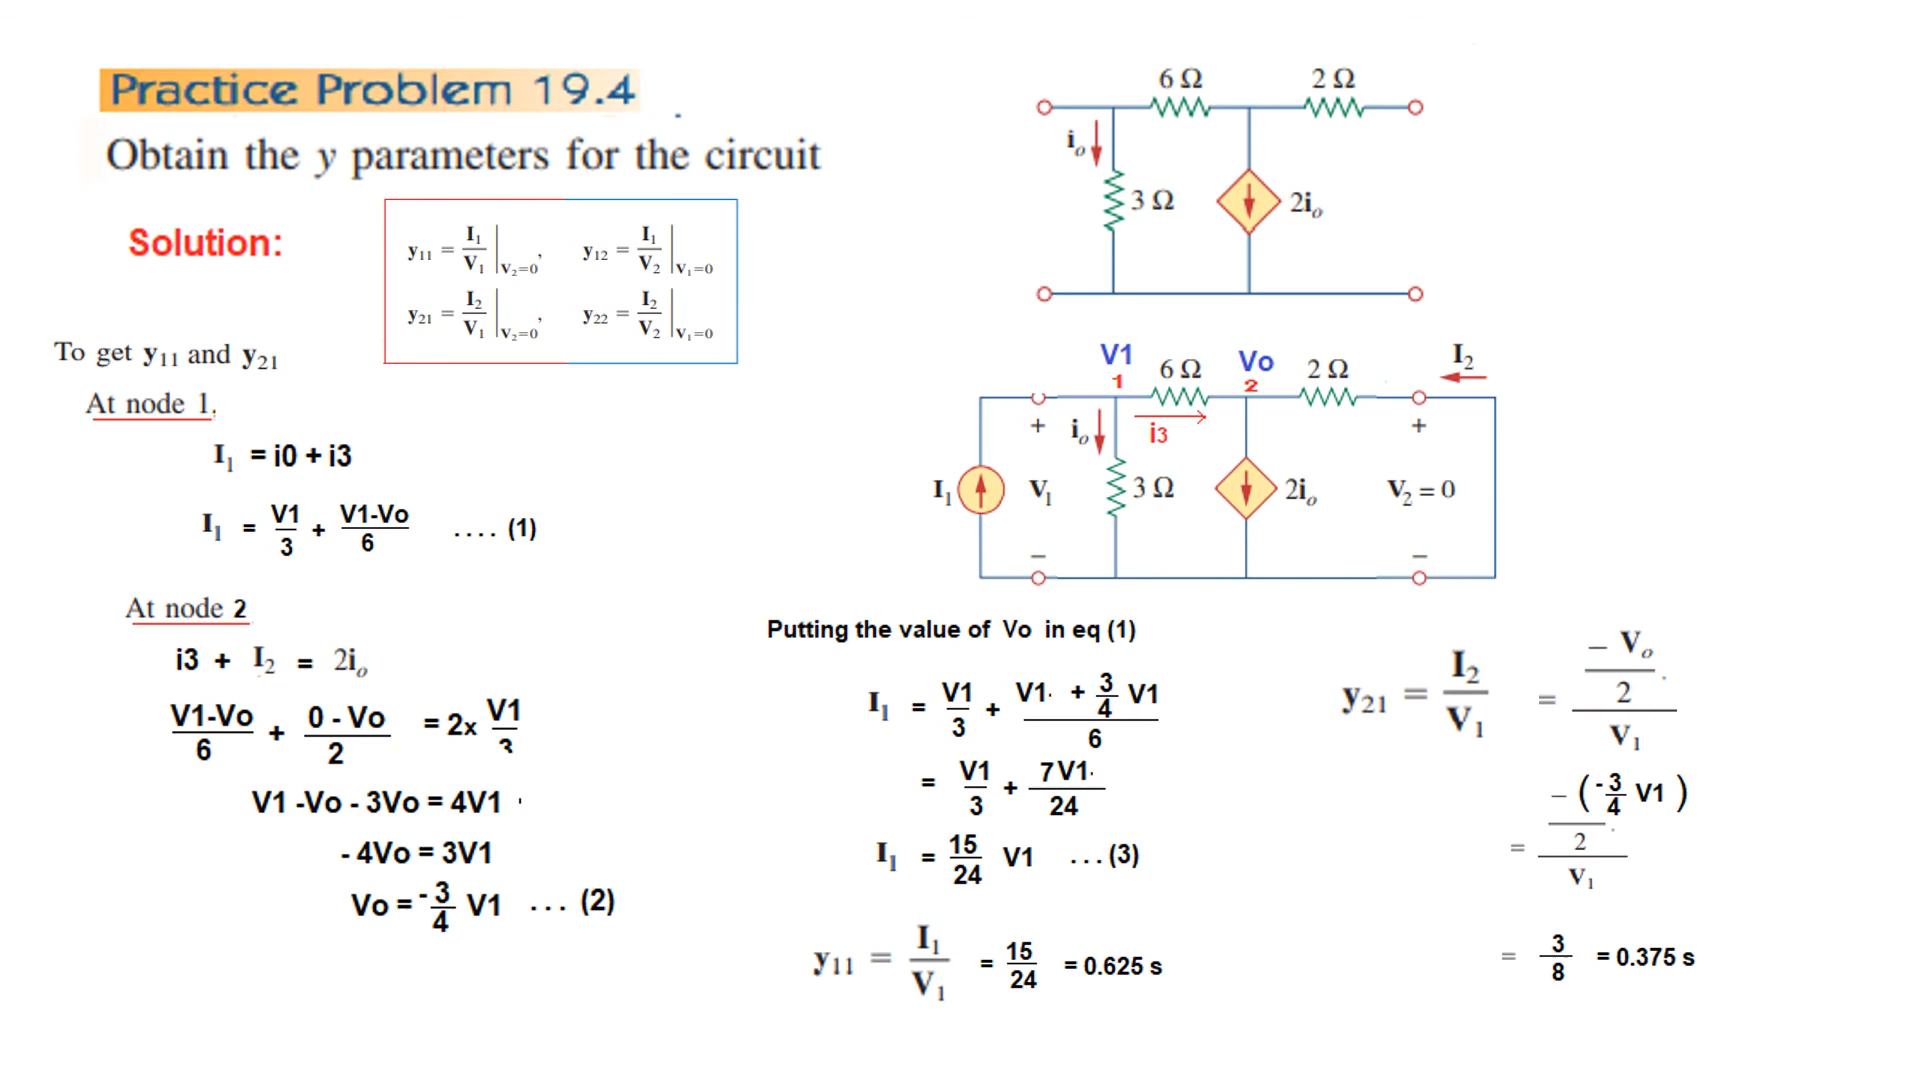 Practice Problem 19.4
Obtain the y parameters for the circuit
Solution:
y11 = I1/V1 |V2=0,   y12 = I1/V2 |V1=0
y21 = I2/V1 |V2=0,   y22 = I2/V2 |V1=0
To get y11 and y21
At node 1,
I1 = i0 + i3
I1 = V1/3 + V1-Vo/6 .... (1)
At node 2
i3 + I2 = 2io
V1-Vo/6 + 0 - Vo/2 = 2x V1/3
V1 -Vo - 3Vo = 4V1
- 4Vo = 3V1
Vo = -3/4 V1 ... (2)
6 Ω 2 Ω
io
3 Ω 2io
V1 6 Ω Vo 2 Ω I2
1 2
+ io i3 +
I1 V1 3 Ω 2io V2 = 0
– –
Putting the value of Vo in eq (1)
I1 = V1/3 + V1 + 3/4 V1/6
= V1/3 + 7V1/24
I1 = 15/24 V1 ...(3)
y11 = I1/V1 = 15/24 = 0.625 s
y21 = I2/V1 = – Vo/2/V1
= – (-3/4 V1)/2/V1
= 3/8 = 0.375 s